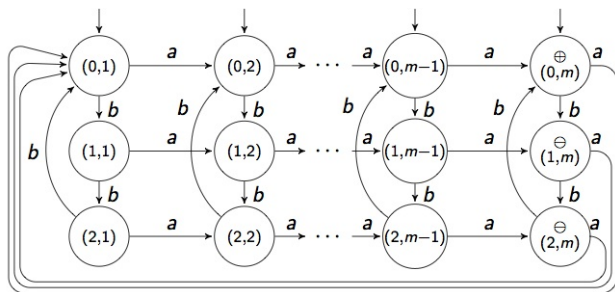 a a a a ⊕ a
(0,1) (0,2) ··· (0,m−1) (0,m)
b b b b b b b
a a a a ⊖ a
b (1,1) (1,2) ··· (1,m−1) (1,m)
b b b b
a a a a ⊖ a
(2,1) (2,2) ··· (2,m−1) (2,m)